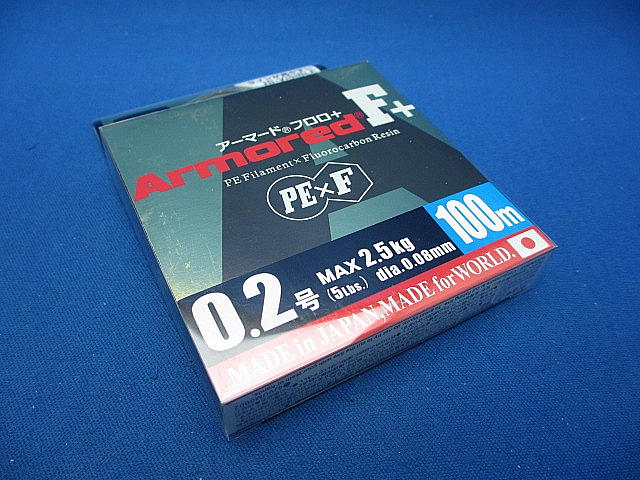 アーマード®フロロ+
Armored® F+
PE Filament×Fluorocarbon Resin
PE×F
100m
0.2号 MAX 2.5kg
(5Lbs.) dia.0.08mm
MADE in JAPAN, MADE for WORLD.